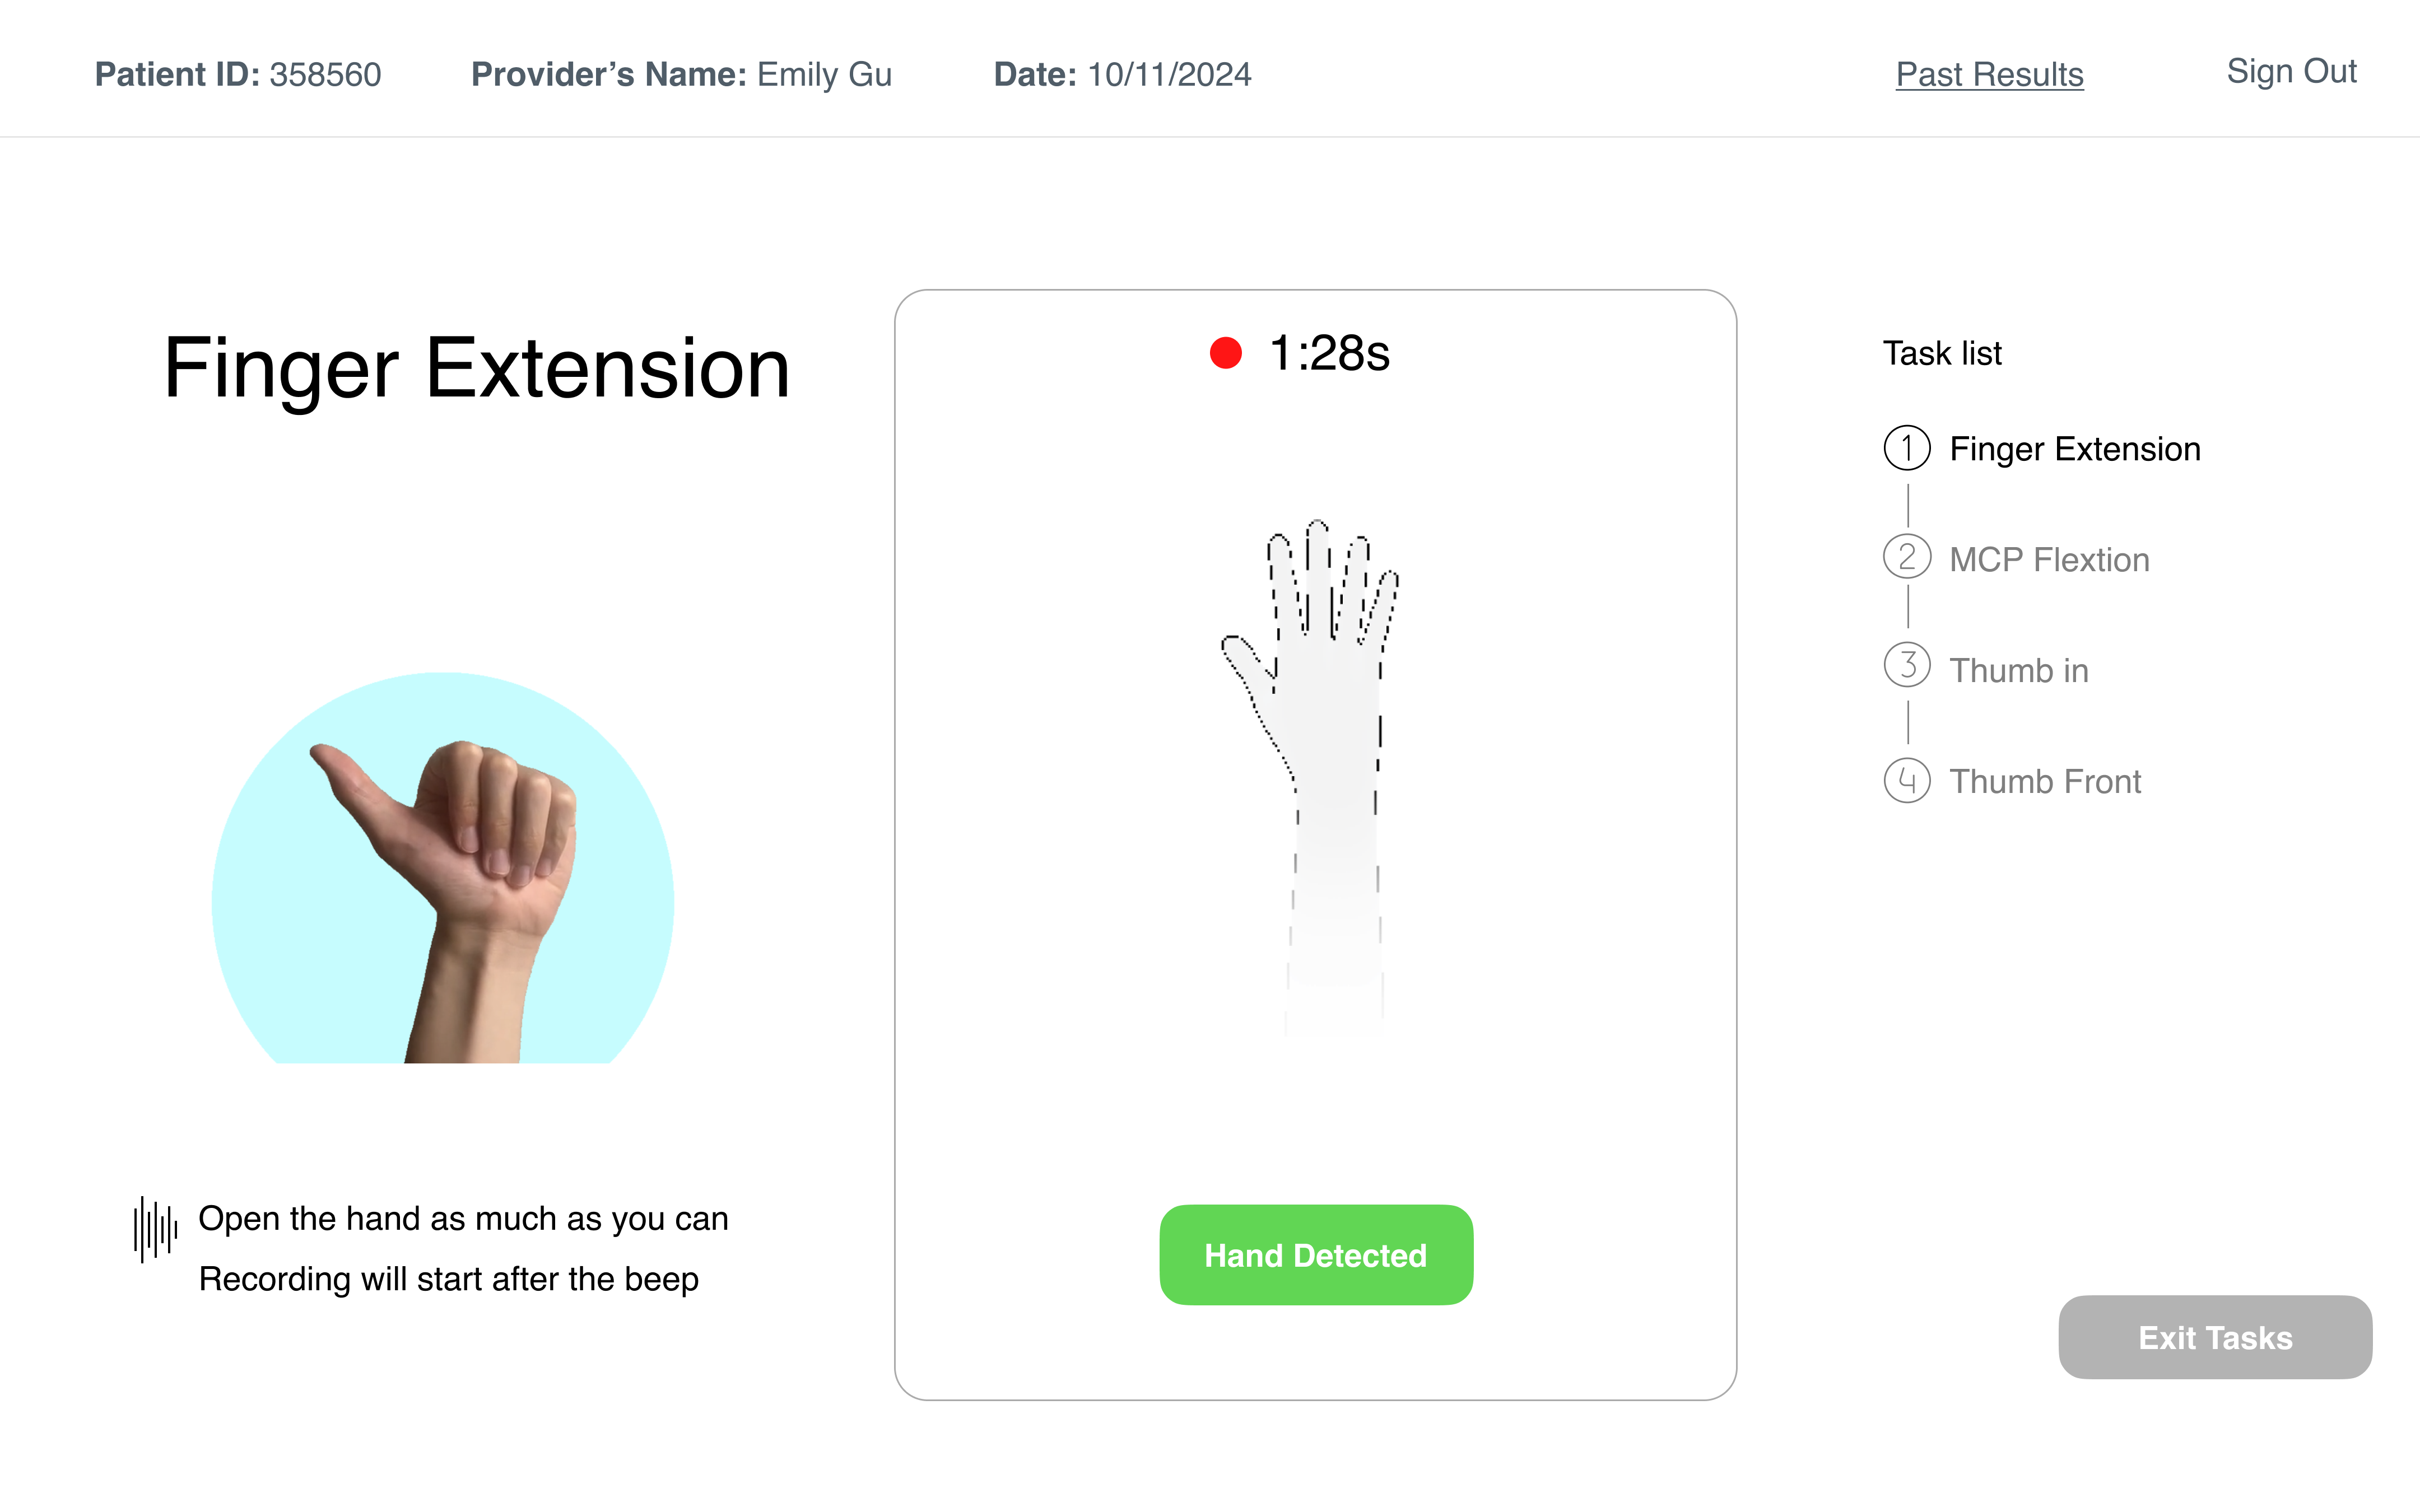 Patient ID: 358560
Provider’s Name: Emily Gu
Date: 10/11/2024
Past Results
Sign Out
Finger Extension
Open the hand as much as you can
Recording will start after the beep
1:28s
Hand Detected
Task list
1 Finger Extension
2 MCP Flextion
3 Thumb in
4 Thumb Front
Exit Tasks